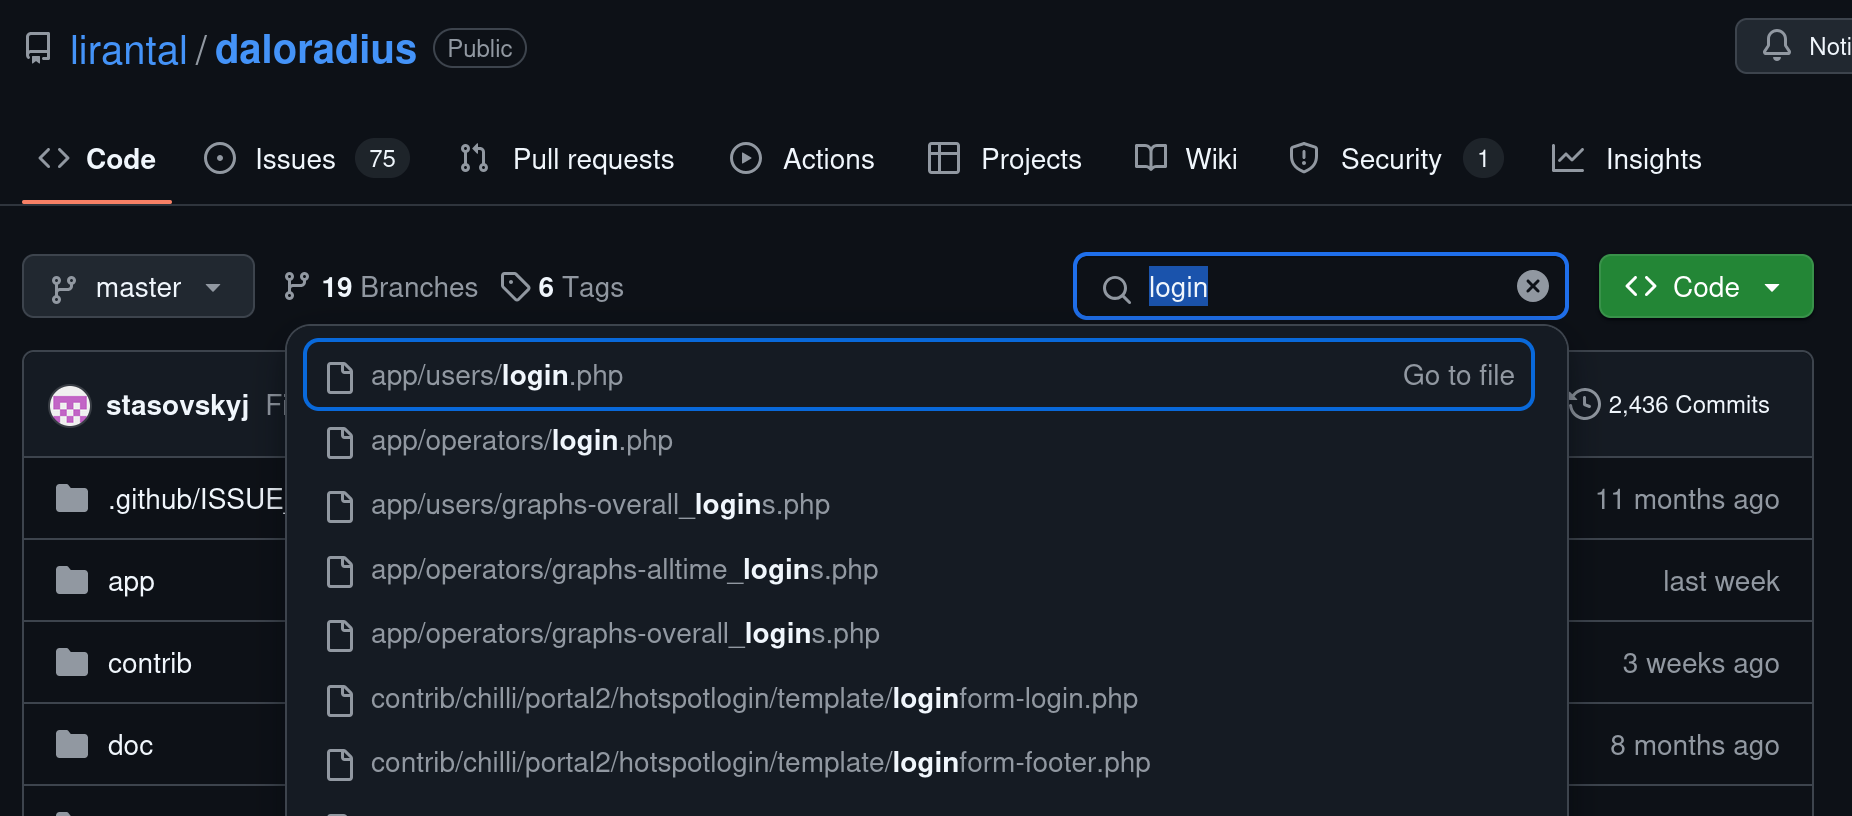 lirantal / daloradius Public Noti
Code Issues 75 Pull requests Actions Projects Wiki Security 1 Insights
master 19 Branches 6 Tags login Code
app/users/login.php Go to file
stasovskyj Fi 2,436 Commits
app/operators/login.php
.github/ISSUE_ app/users/graphs-overall_logins.php 11 months ago
app app/operators/graphs-alltime_logins.php last week
app/operators/graphs-overall_logins.php
contrib contrib/chilli/portal2/hotspotlogin/template/loginform-login.php 3 weeks ago
doc contrib/chilli/portal2/hotspotlogin/template/loginform-footer.php 8 months ago